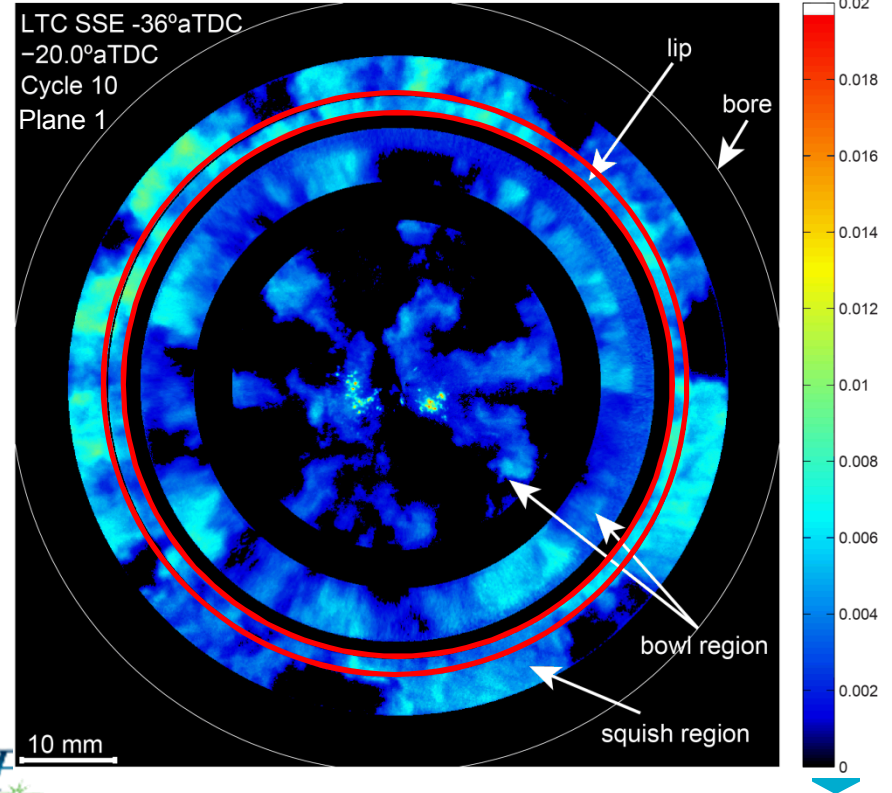 LTC SSE -36ºaTDC
−20.0ºaTDC
Cycle 10
Plane 1
lip
bore
bowl region
squish region
10 mm
0.02
0.018
0.016
0.014
0.012
0.01
0.008
0.006
0.004
0.002
0